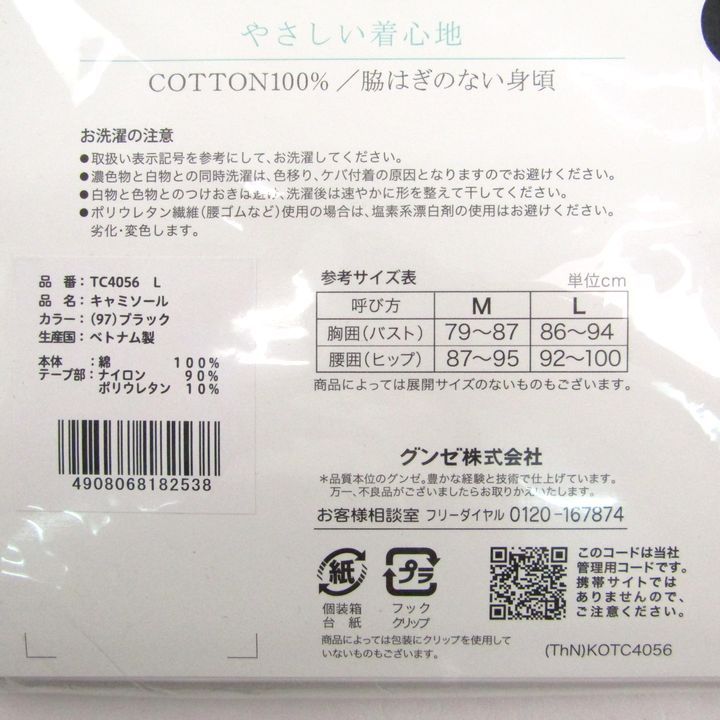 やさしい着心地
COTTON100%／脇はぎのない身頃
お洗濯の注意
●取扱い表示記号を参考にして、お洗濯してください。
●濃色物と白物との同時洗濯は、色移り、ケバ付着の原因となりますのでお避けください。
●白物と色物とのつけおきは避け、洗濯後は速やかに形を整えて干してください。
●ポリウレタン繊維(腰ゴムなど)使用の場合は、塩素系漂白剤の使用はお避けください。
劣化・変色します。
品 番：TC4056 L
品 名：キャミソール
カラー：(97)ブラック
生産国：ベトナム製
本体 ：綿 100%
テープ部：ナイロン 90%
ポリウレタン 10%
4908068182538
参考サイズ表 単位cm
呼び方 M L
胸囲(バスト) 79〜87 86〜94
腰囲(ヒップ) 87〜95 92〜100
商品によっては展開サイズのないものもございます。
グンゼ株式会社
＊品質本位のグンゼ。豊かな経験と技術で仕上げています。
万一、不良品がございましたらお取りかえいたします。
お客様相談室 フリーダイヤル 0120-167874
紙
個装箱
台紙
プラ
フック
クリップ
商品によっては包装にクリップを使用して
いないものもございます。
このコードは当社
管理用コードです。
携帯サイトでは
ありませんので、
ご注意ください。
(ThN)KOTC4056